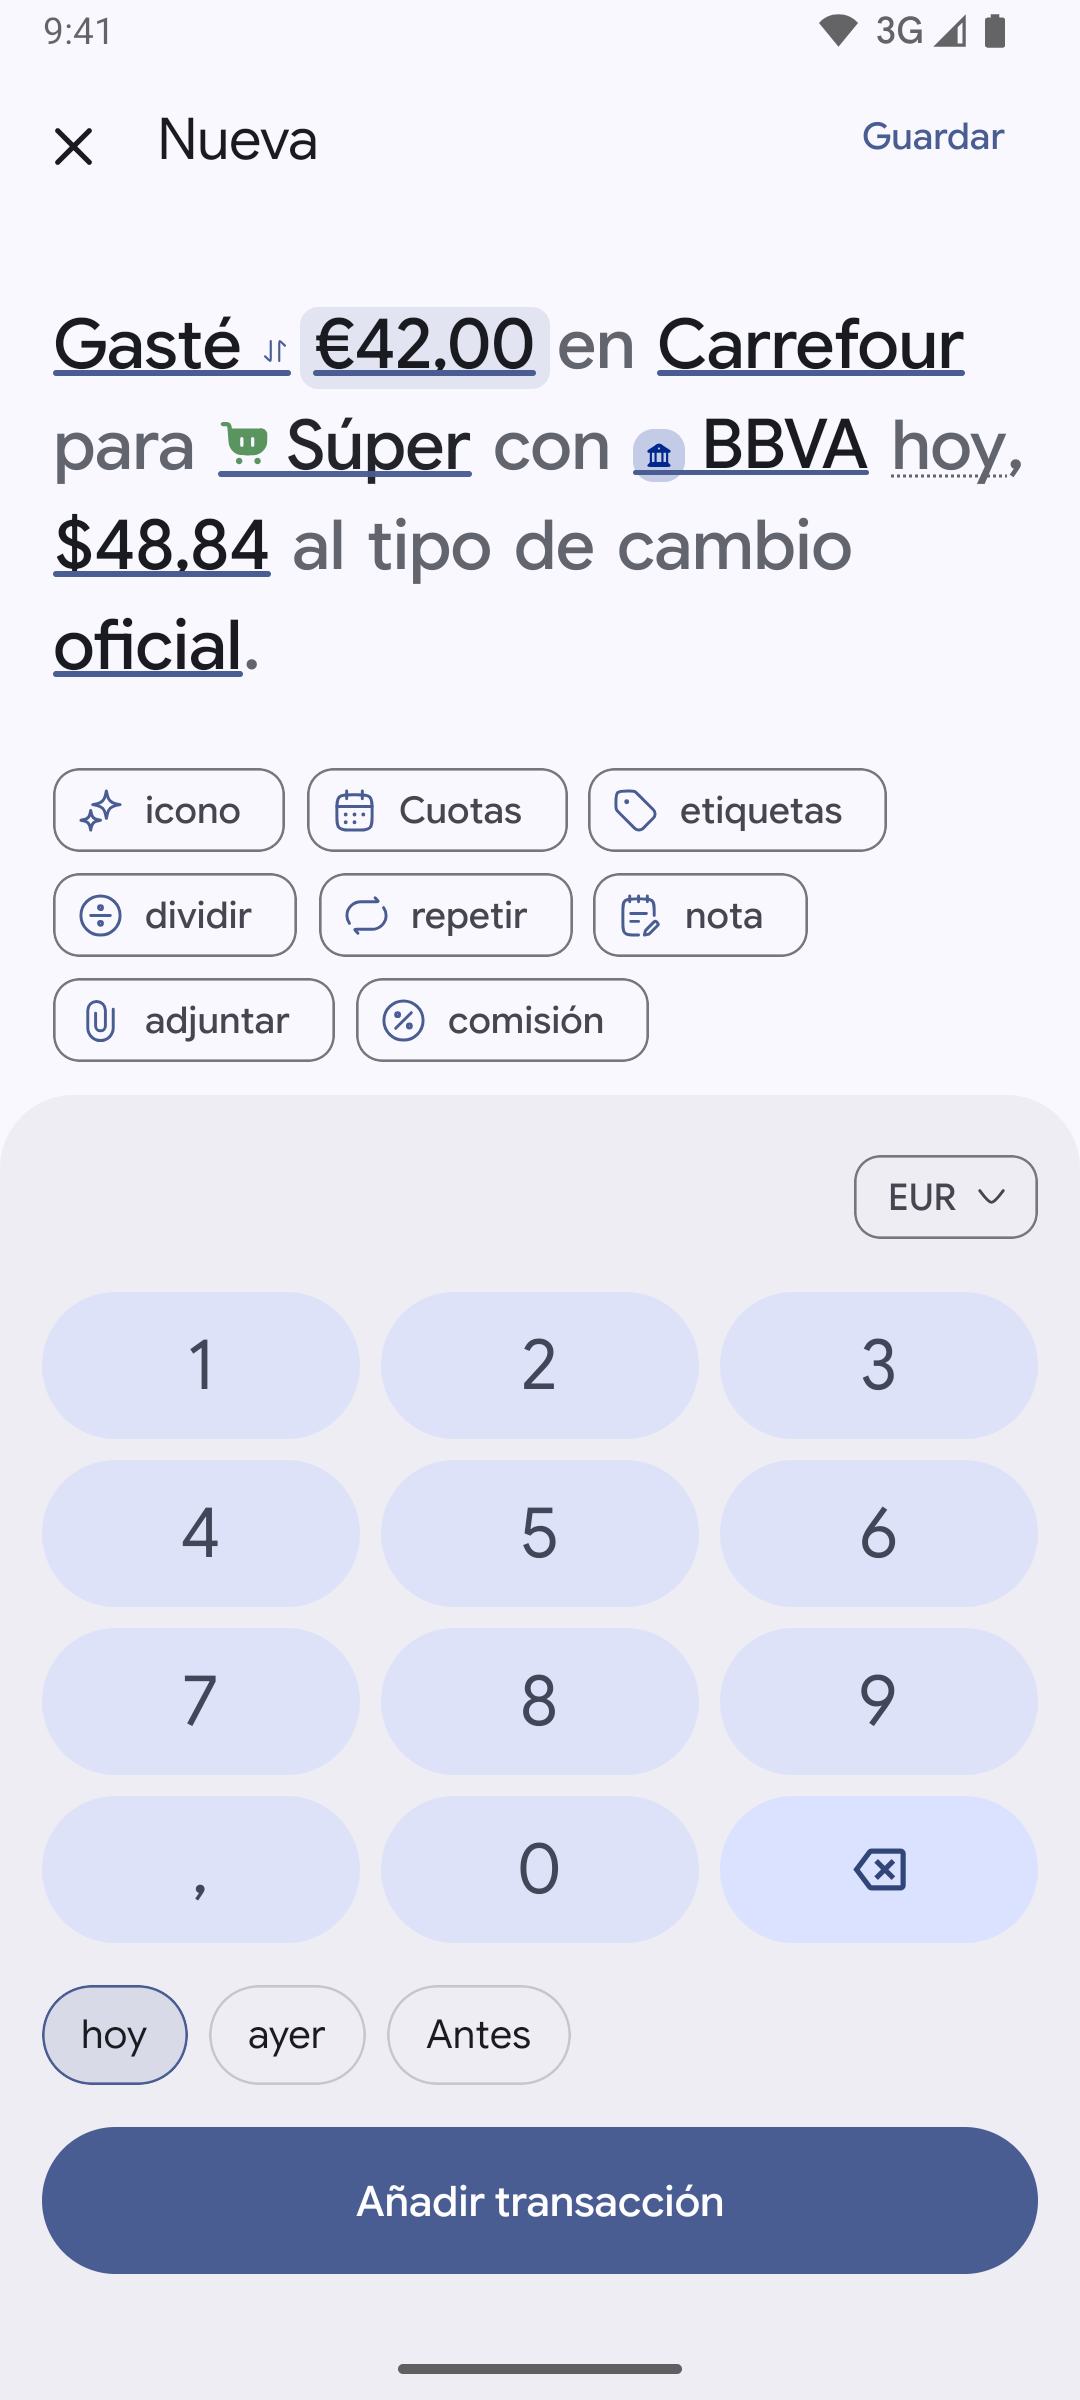 9:41 3G
Nueva Guardar
Gasté €42,00 en Carrefour
para Súper con BBVA hoy,
$48,84 al tipo de cambio
oficial.
icono Cuotas etiquetas
dividir repetir nota
adjuntar comisión
EUR
1 2 3
4 5 6
7 8 9
, 0
hoy ayer Antes
Añadir transacción